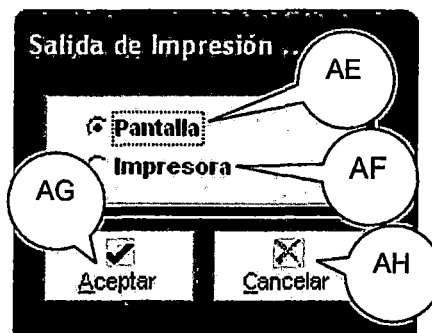 Salida de Impresión ...
AE
Pantalla
Impresora
AF
AG
Aceptar
Cancelar
AH